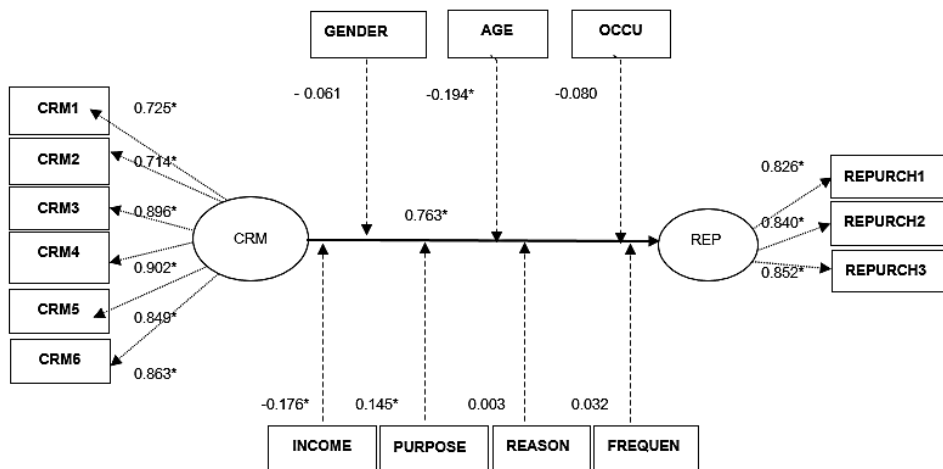 GENDER AGE OCCU
- 0.061 -0.194* -0.080
CRM1 0.725*
CRM2 0.714*
CRM3 0.896*
CRM4 0.902*
CRM5 0.849*
CRM6 0.863*
CRM 0.763* REP
0.826* REPURCH1
0.840* REPURCH2
0.852* REPURCH3
-0.176* 0.145* 0.003 0.032
INCOME PURPOSE REASON FREQUEN